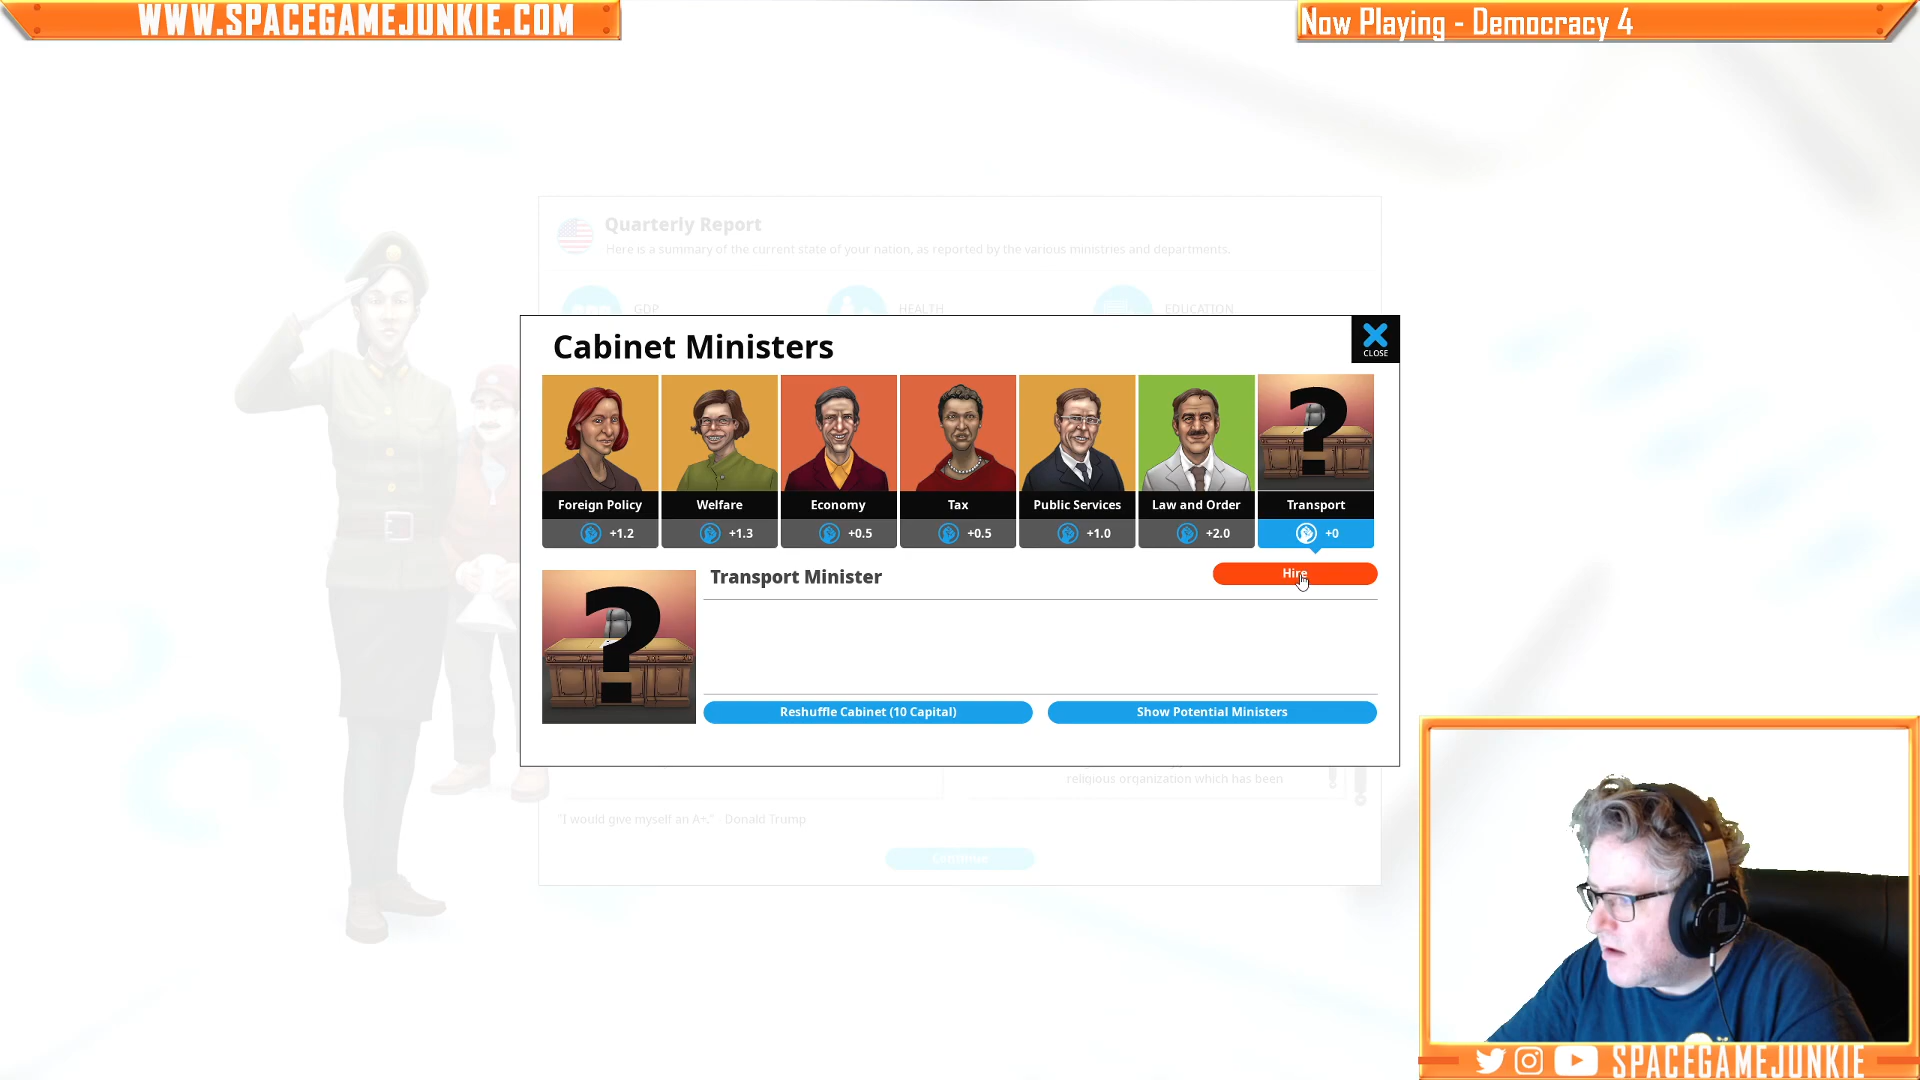 WWW.SPACEGAMEJUNKIE.COM
Now Playing - Democracy 4
Quarterly Report
Here is a summary of the current state of your nation, as reported by the various ministries and departments.
GDP
HEALTH
EDUCATION
Cabinet Ministers
CLOSE
Foreign Policy
Welfare
Economy
Tax
Public Services
Law and Order
Transport
+1.2
+1.3
+0.5
+0.5
+1.0
+2.0
+0
Transport Minister
Hire
Reshuffle Cabinet (10 Capital)
Show Potential Ministers
religious organization which has been
"I would give myself an A+." Donald Trump
Continue
SPACEGAMEJUNKIE